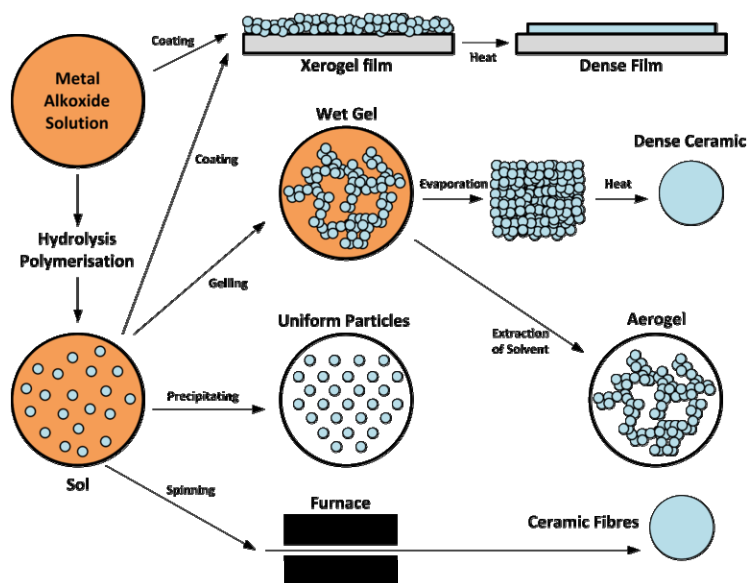 Coating
Xerogel film
Heat
Dense Film
Metal
Alkoxide
Solution
Wet Gel
Coating
Evaporation
Heat
Dense Ceramic
Hydrolysis
Polymerisation
Gelling
Uniform Particles
Extraction
of Solvent
Aerogel
Precipitating
Sol
Spinning
Furnace
Ceramic Fibres